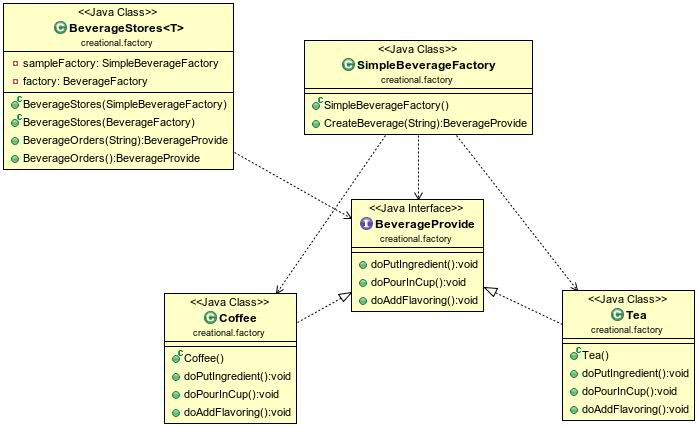 <<Java Class>>
BeverageStores<T>
creational.factory
sampleFactory: SimpleBeverageFactory
factory: BeverageFactory
BeverageStores(SimpleBeverageFactory)
BeverageStores(BeverageFactory)
BeverageOrders(String):BeverageProvide
BeverageOrders():BeverageProvide
<<Java Class>>
SimpleBeverageFactory
creational.factory
SimpleBeverageFactory()
CreateBeverage(String):BeverageProvide
<<Java Interface>>
BeverageProvide
creational.factory
doPutIngredient():void
doPourInCup():void
doAddFlavoring():void
<<Java Class>>
Coffee
creational.factory
Coffee()
doPutIngredient():void
doPourInCup():void
doAddFlavoring():void
<<Java Class>>
Tea
creational.factory
Tea()
doPutIngredient():void
doPourInCup():void
doAddFlavoring():void